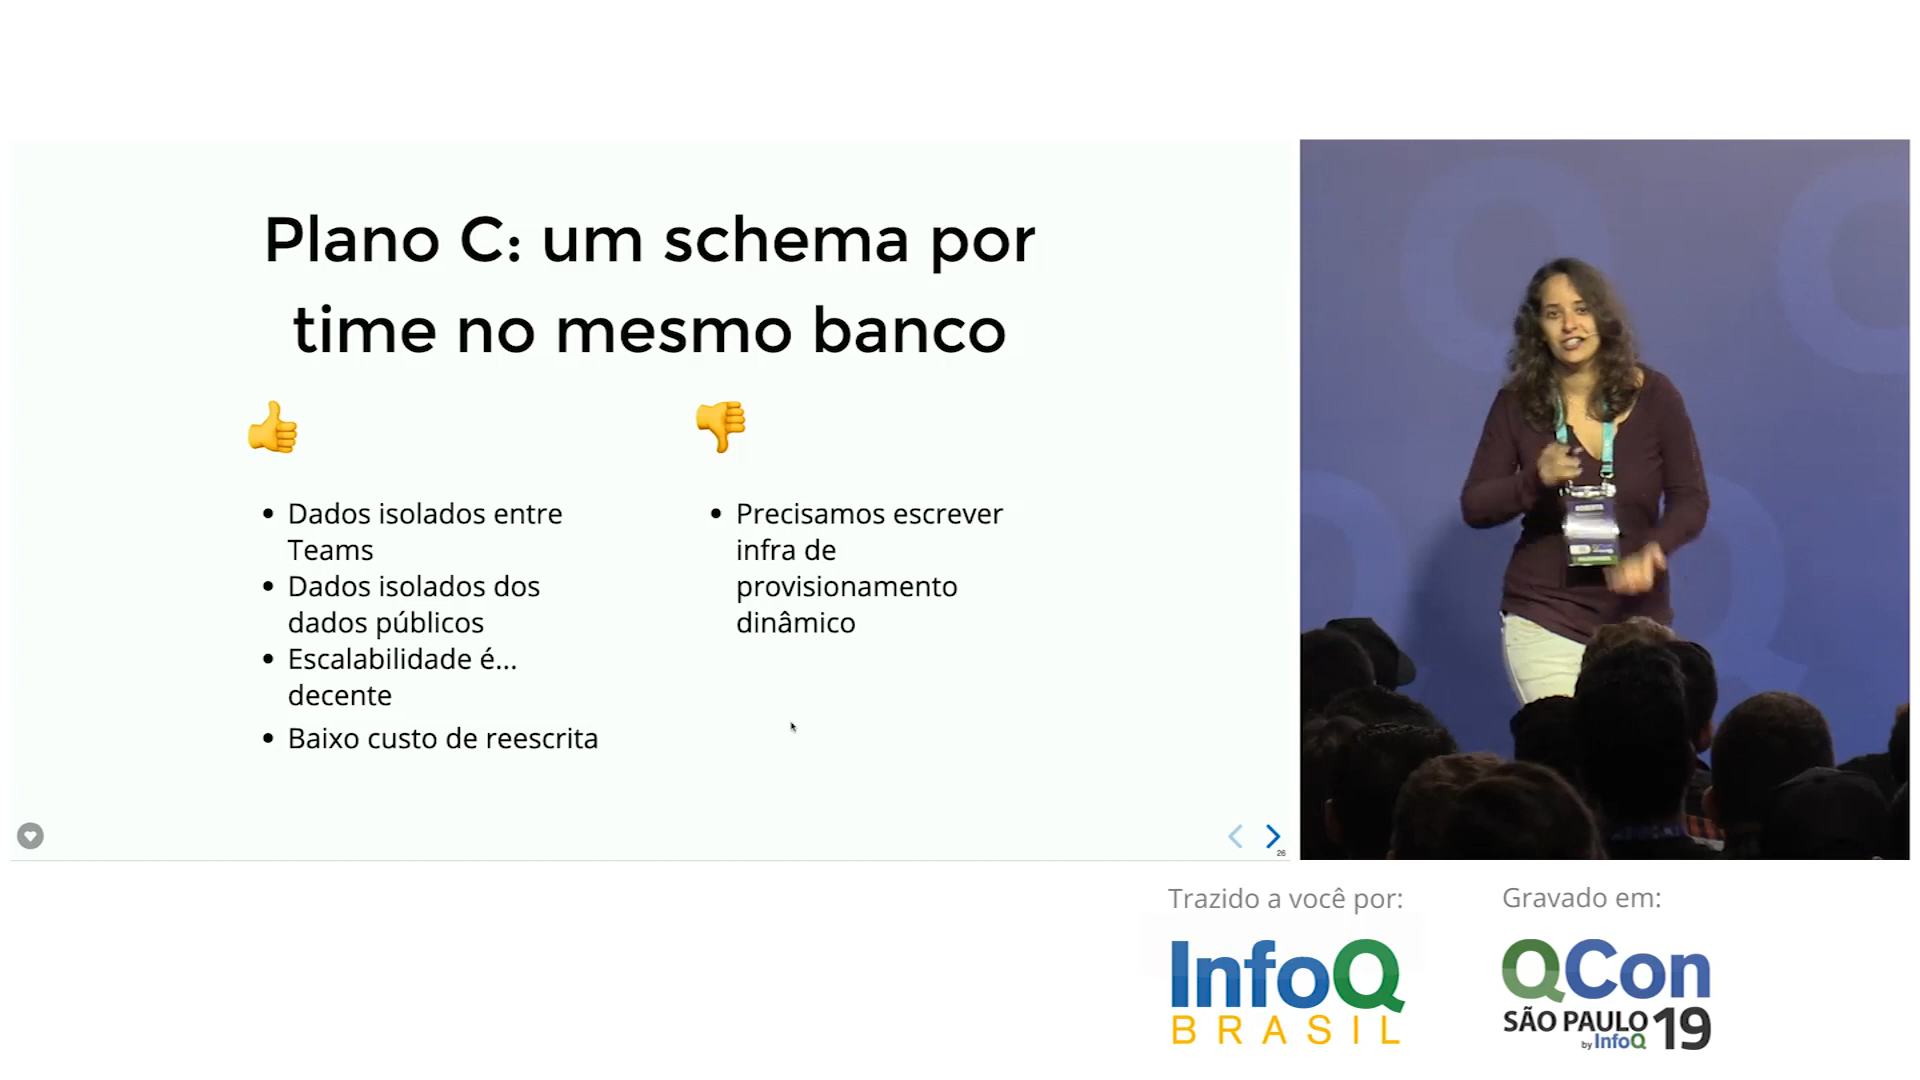 Plano C: um schema por
time no mesmo banco
Dados isolados entre
Teams
Dados isolados dos
dados públicos
Escalabilidade é...
decente
Baixo custo de reescrita
Precisamos escrever
infra de
provisionamento
dinâmico
26
ROBERTA
Trazido a você por:
InfoQ
BRASIL
Gravado em:
QCon
SÃO PAULO 19
by InfoQ